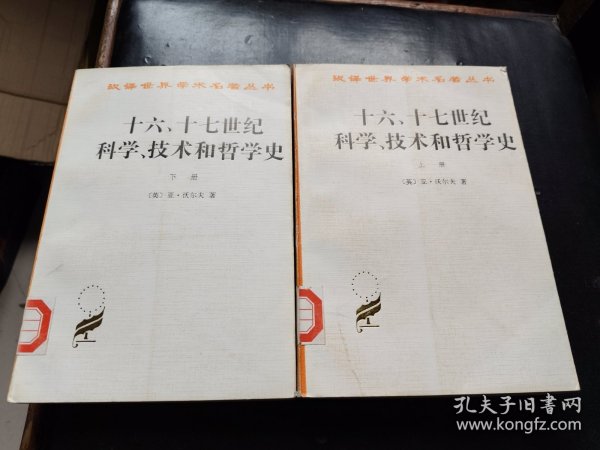 汉译世界学术名著丛书
十六、十七世纪
科学、技术和哲学史
下册
〔英〕亚·沃尔夫 著
汉译世界学术名著丛书
十六、十七世纪
科学、技术和哲学史
上册
〔英〕亚·沃尔夫 著
孔夫子旧书网
www.kongfz.com